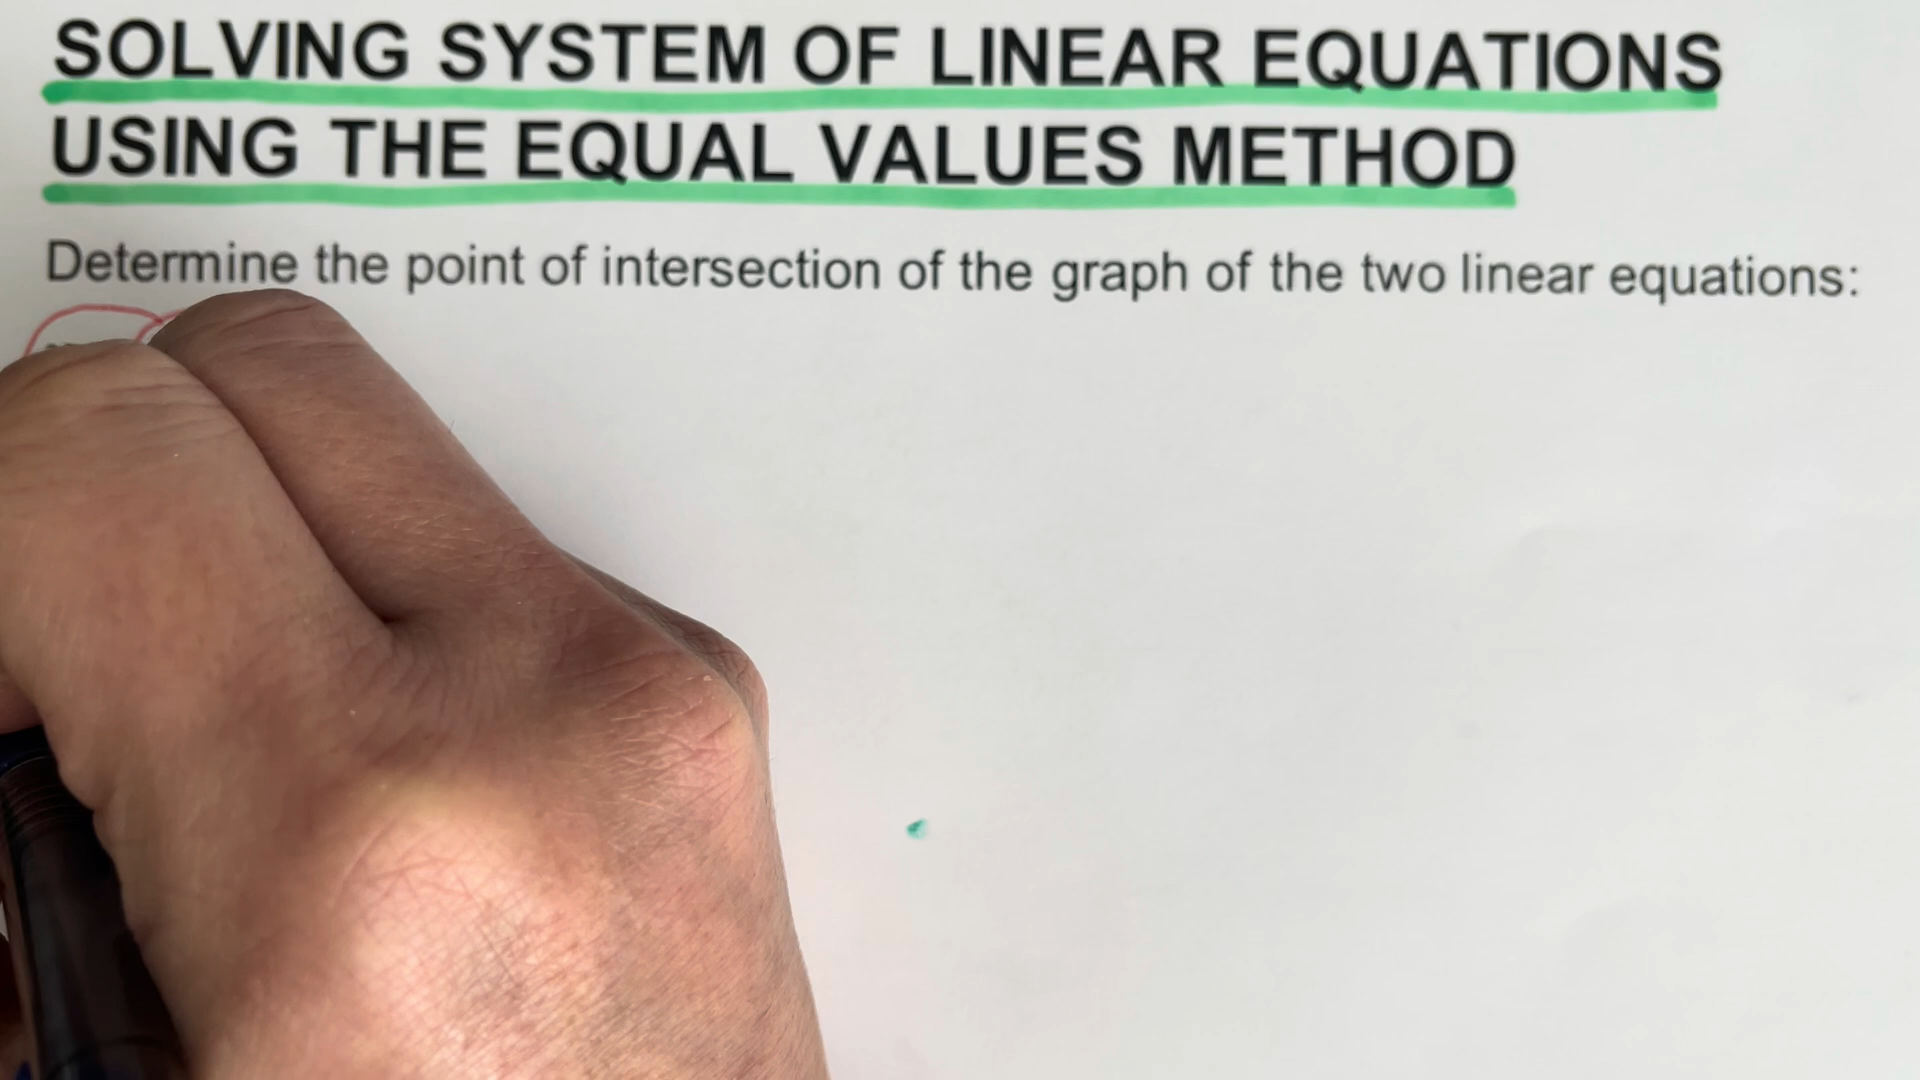 SOLVING SYSTEM OF LINEAR EQUATIONS
USING THE EQUAL VALUES METHOD
Determine the point of intersection of the graph of the two linear equations: